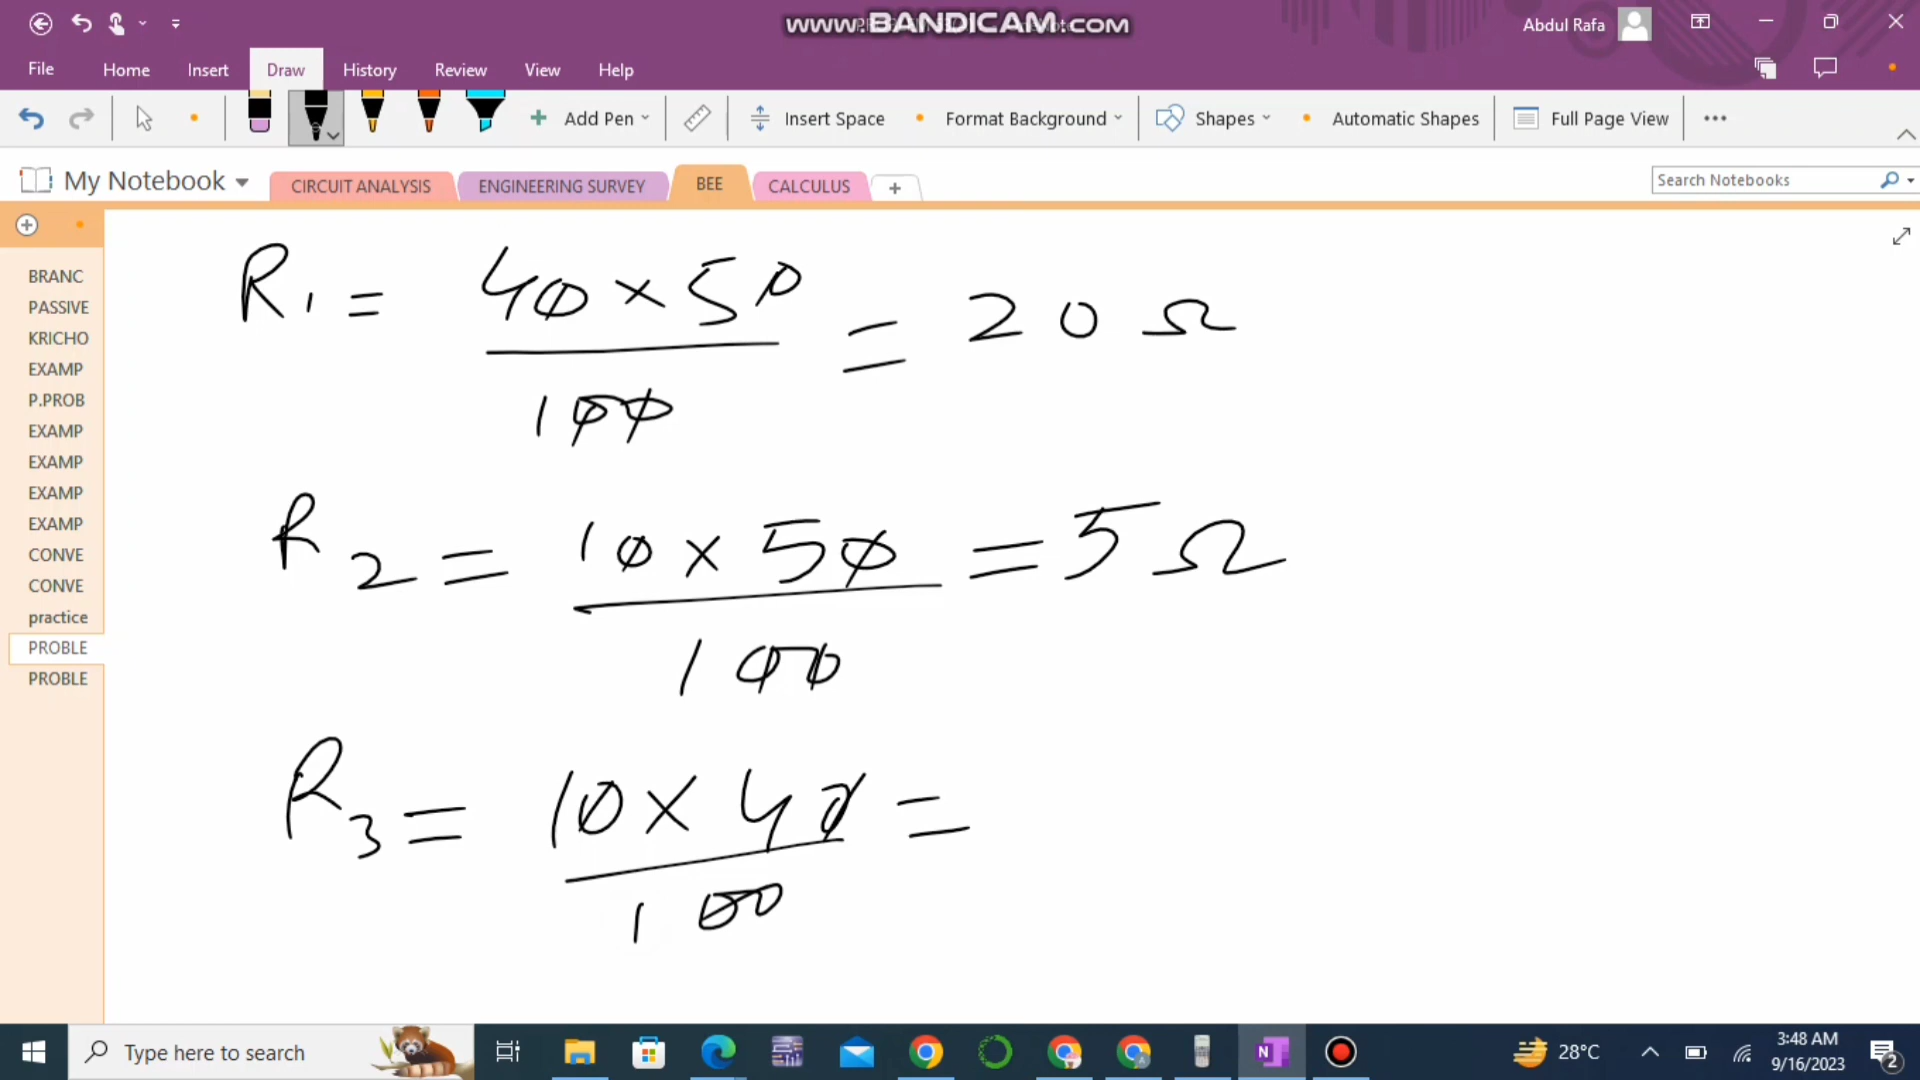 www.BANDICAM.com
Abdul Rafa
File Home Insert Draw History Review View Help
Add Pen Insert Space Format Background Shapes Automatic Shapes Full Page View
My Notebook CIRCUIT ANALYSIS ENGINEERING SURVEY BEE CALCULUS Search Notebooks
BRANC
PASSIVE
KRICHO
EXAMP
P.PROB
EXAMP
EXAMP
EXAMP
EXAMP
CONVE
CONVE
practice
PROBLE
PROBLE
R1 = 40 × 50 / 100 = 20 Ω
R2 = 10 × 50 / 100 = 5 Ω
R3 = 10 × 40 / 100 =
Type here to search 28°C 3:48 AM
9/16/2023 2